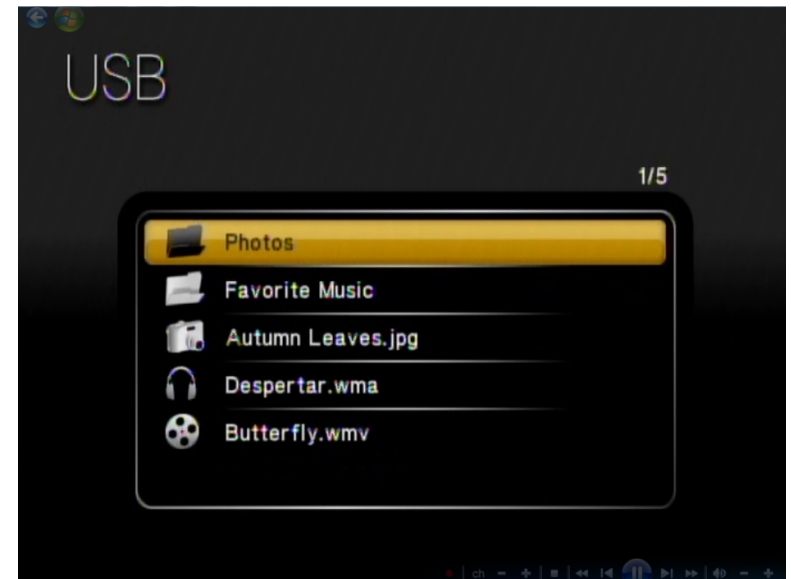 USB
1/5
Photos
Favorite Music
Autumn Leaves.jpg
Despertar.wma
Butterfly.wmv
ch